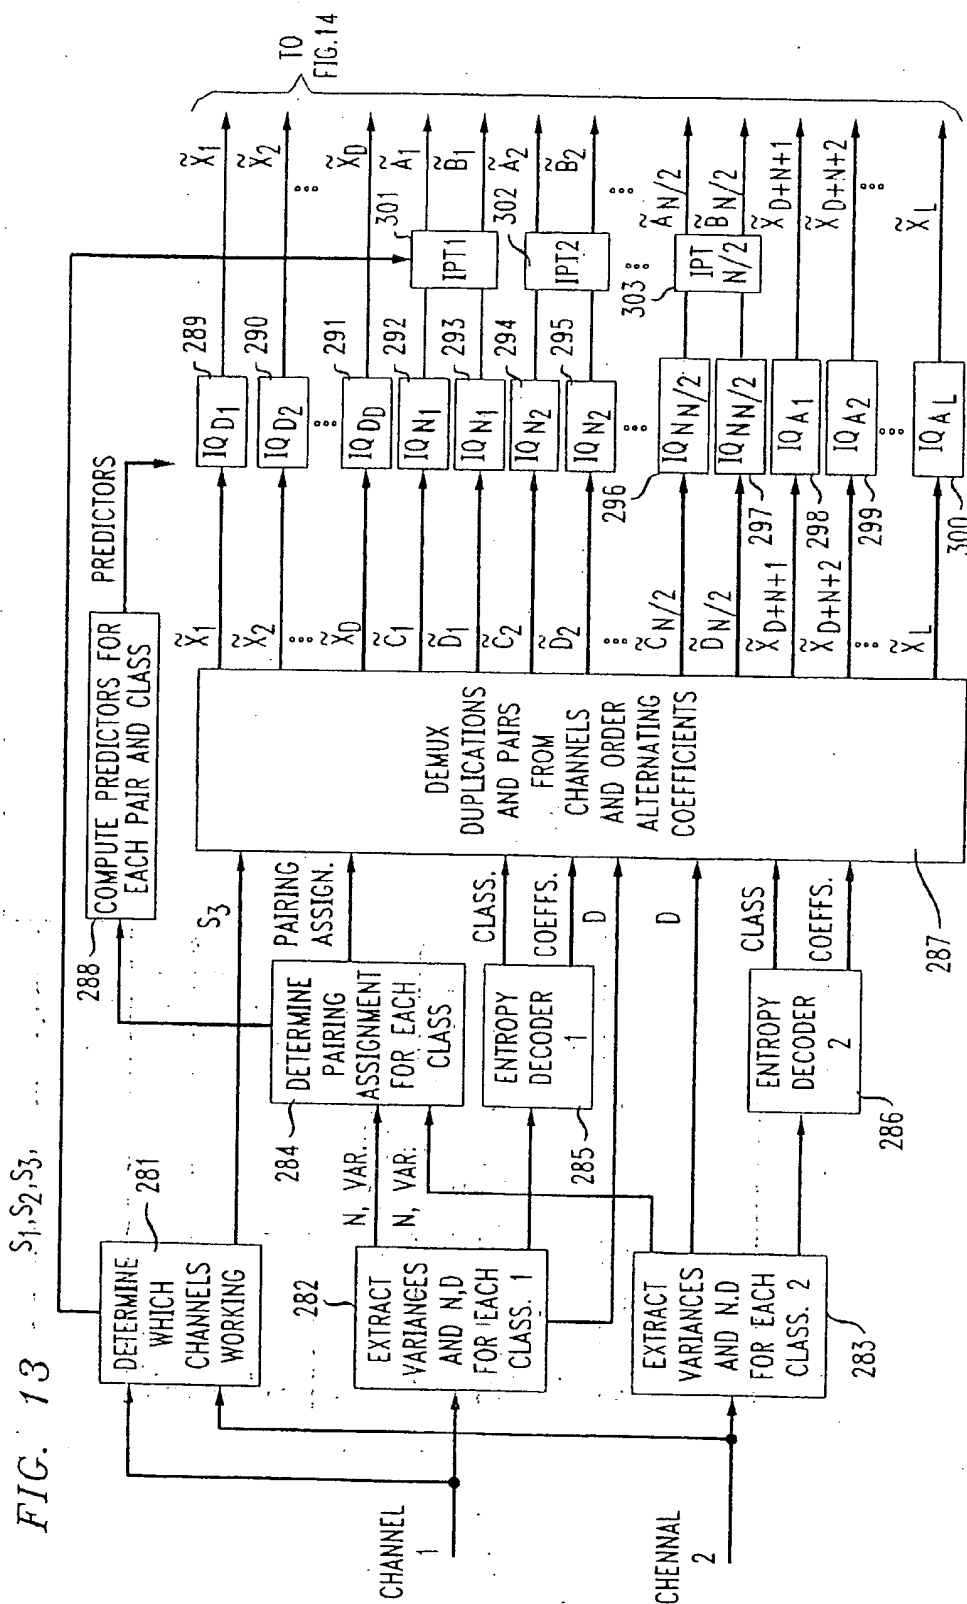 FIG. 13
S1, S2, S3,
CHANNEL
1
CHENNAL
2
DETERMINE
WHICH
CHANNELS
WORKING
281
282
EXTRACT
VARIANCES
AND N,D
FOR EACH
CLASS. 1
EXTRACT
VARIANCES
AND N.D
FOR EACH
CLASS. 2
283
N, VAR.
N, VAR.
284
DETERMINE
PAIRING
ASSIGNMENT
FOR EACH
CLASS
ENTROPY
DECODER
1
285
ENTROPY
DECODER
2
286
288
COMPUTE PREDICTORS FOR
EACH PAIR AND CLASS
PREDICTORS
S3
PAIRING
ASSIGN.
CLASS.
COEFFS.
D
D
CLASS
COEFFS.
DEMUX
DUPLICATIONS
AND PAIRS
FROM
CHANNELS
AND ORDER
ALTERNATING
COEFFICIENTS
287
X̃1
X̃2
...
X̃D
C̃1
D̃1
C̃2
D̃2
...
C̃N/2
D̃N/2
X̃D+N+1
X̃D+N+2
...
X̃L
IQ D1
289
IQ D2
290
...
IQ DD
291
IQ N1
292
IQ N1
293
IQ N2
294
IQ N2
295
...
IQ NN/2
296
IQ NN/2
297
IQ A1
298
IQ A2
299
...
IQ AL
300
IPT1
301
IPT2
302
...
IPT
N/2
303
X̃1
X̃2
...
X̃D
Ã1
B̃1
Ã2
B̃2
...
ÃN/2
B̃N/2
X̃D+N+1
X̃D+N+2
...
X̃L
TO
FIG.14